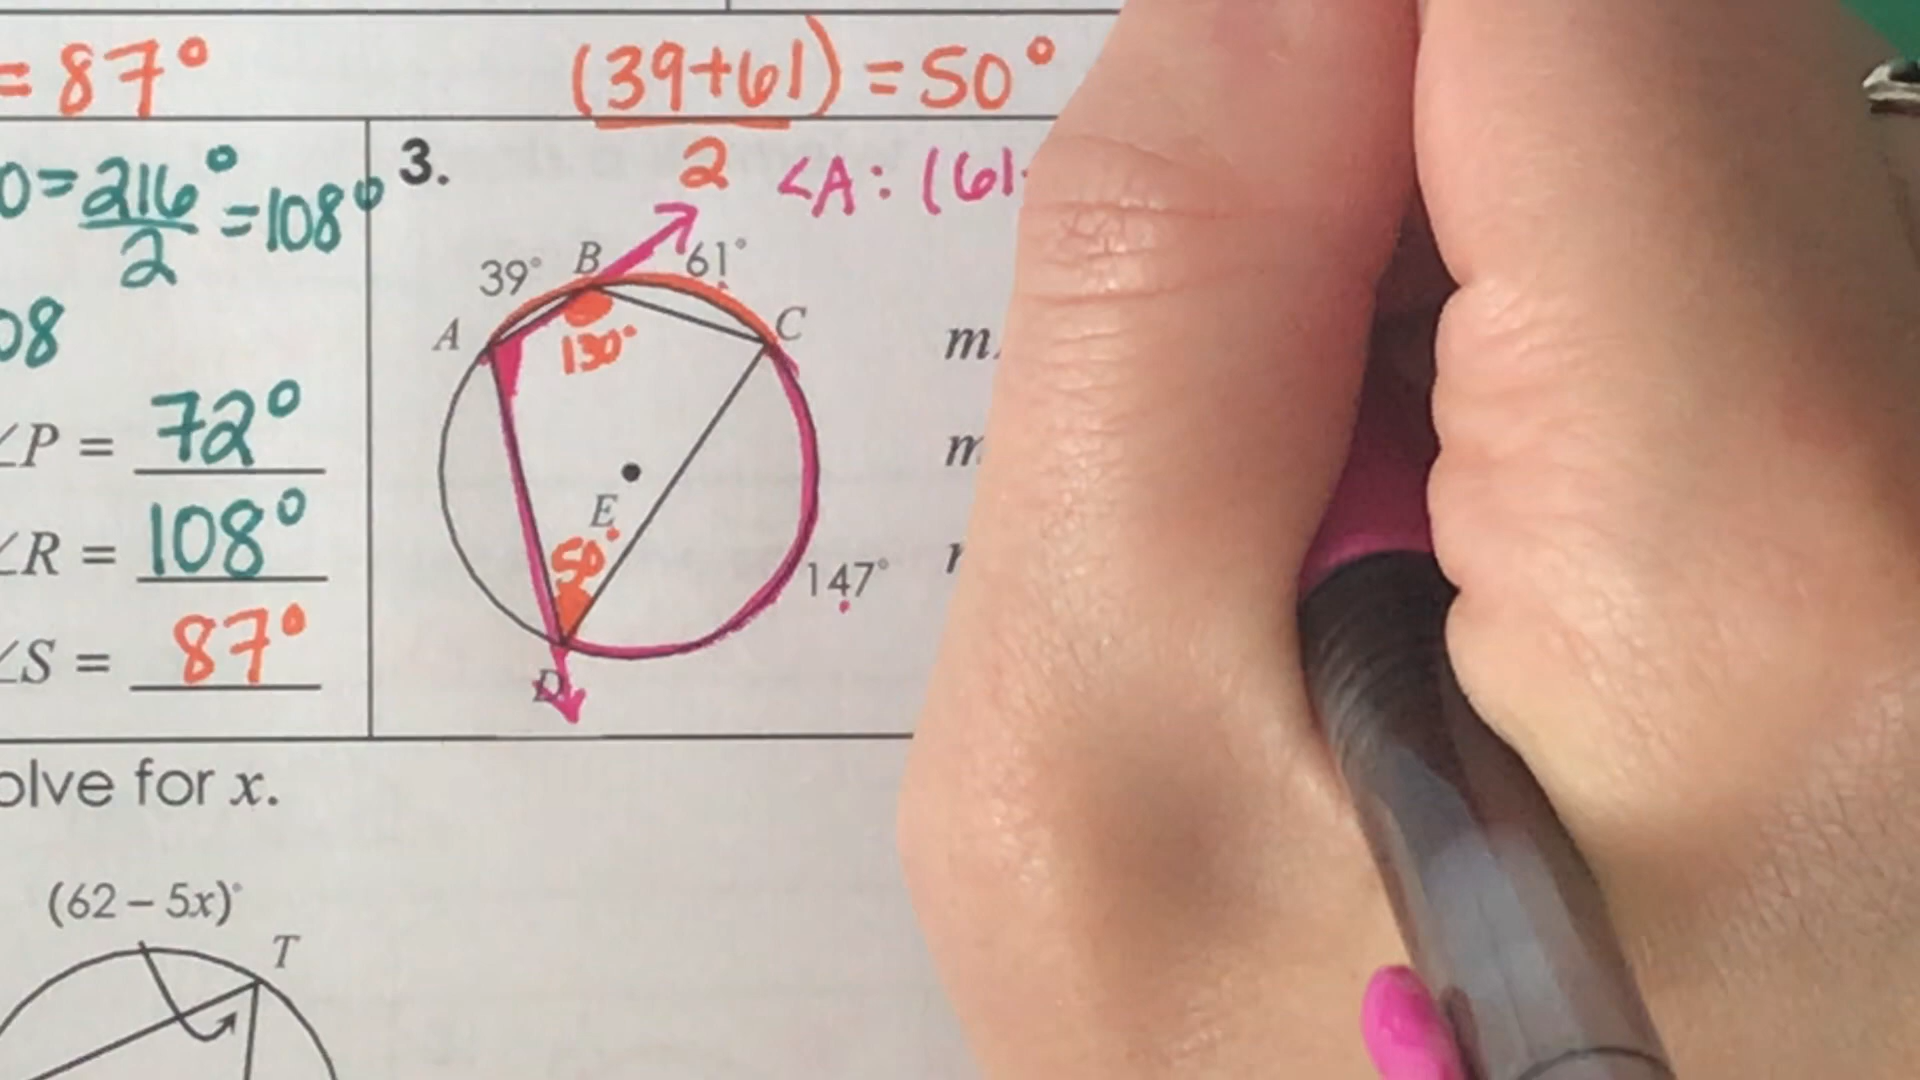 = 87°
(39+61) = 50°
2
0 = 216° = 108°
2
08
∠P = 72°
∠R = 108°
∠S = 87°
3.
∠A: (61
39° B 61°
A C
130°
E
50°
147°
D
m
m
olve for x.
(62 – 5x)°
T